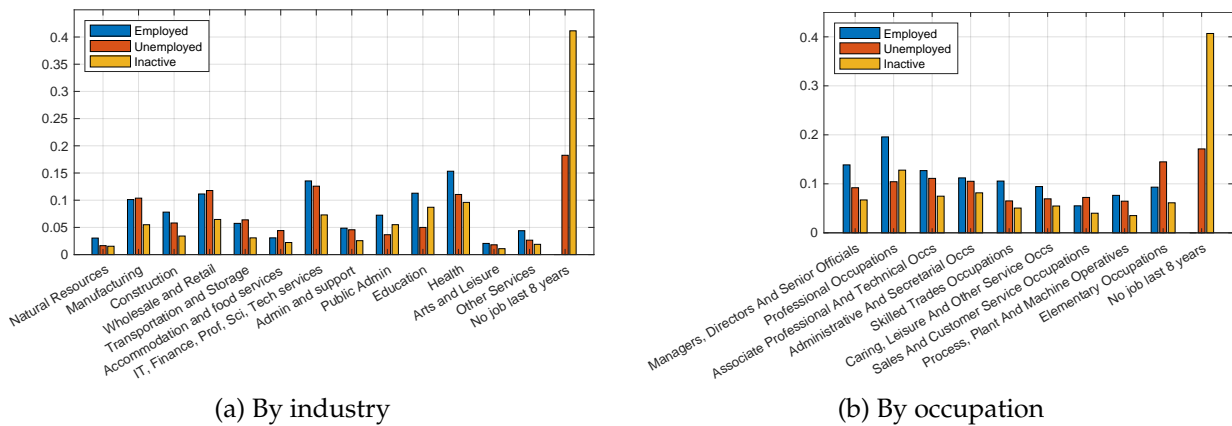 0.4
0.35
0.3
0.25
0.2
0.15
0.1
0.05
0
Employed
Unemployed
Inactive
Natural Resources
Manufacturing
Construction
Wholesale and Retail
Transportation and Storage
Accommodation and food services
IT, Finance, Prof, Sci, Tech services
Admin and support
Public Admin
Education
Health
Arts and Leisure
Other Services
No job last 8 years
(a) By industry
0.4
0.3
0.2
0.1
0
Employed
Unemployed
Inactive
Managers, Directors And Senior Officials
Professional Occupations
Associate Professional And Technical Occs
Administrative And Secretarial Occs
Skilled Trades Occupations
Caring, Leisure And Other Service Occs
Sales And Customer Service Occupations
Process, Plant And Machine Operatives
Elementary Occupations
No job last 8 years
(b) By occupation